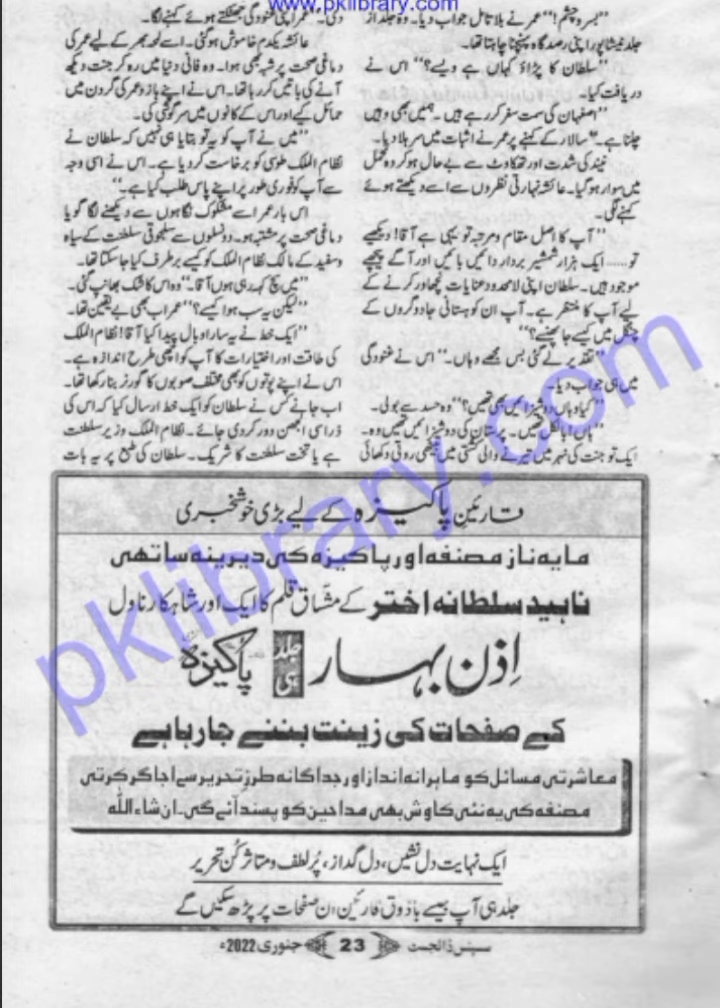 www.pklibrary.com
”بسر و چشم!“ عمر نے بلا تامل جواب دیا۔ وہ جلد از
جلد نیشاپور اپنی رصد گاہ پہنچنا چاہتا تھا۔
”سلطان کا پڑاؤ کہاں ہے ویسے؟“ اس نے
دریافت کیا۔
”اصفہان کی سمت سفر کر رہے ہیں۔ ہمیں بھی وہیں
چلنا ہے۔“ سالار کے کہنے پر عمر نے اثبات میں سر ہلا دیا۔
نیند کی شدت اور تھکاوٹ سے بے حال ہو کر وہ محمل
میں سوار ہو گیا۔ عائشہ نہارتی نظروں سے اسے دیکھتے ہوئے
کہنے لگی۔
”آپ کا اصل مقام و مرتبہ تو یہی ہے آقا! دیکھیے
تو...... ایک ہزار شمشیر بردار دائیں بائیں اور آگے پیچھے
موجود ہیں۔ سلطان اپنی لامحدود عنایات نچھاور کرنے کے
لیے آپ کا منتظر ہے۔ آپ ان کوہستانی جادوگروں کے
چنگل میں کیسے جا پھنسے؟“
”تقدیر لے گئی بس مجھے وہاں۔“ اس نے غنودگی
میں ہی جواب دیا۔
”کیا وہاں دوشیزائیں بھی تھیں؟“ وہ حسد سے بولی۔
”ہاں! بالکل تھیں۔ پرستان کی دوشیزائیں تھیں وہ۔
ایک تو جنت کی نہر میں تیرنے والی کشتی میں بیٹھی روتی دکھائی
دی۔“ عمر اپنی غنودگی جھٹکتے ہوئے کہنے لگا۔
عائشہ یکدم خاموش ہو گئی۔ اسے لمحہ بھر کے لیے عمر کی
دماغی صحت پر شبہ بھی ہوا۔ وہ فانی دنیا میں رہ کر جنت دیکھ
آنے کی باتیں کر رہا تھا۔ اس نے اپنے بازو عمر کی گردن میں
حمائل کیے اور اس کے کانوں میں سرگوشی کی۔
”میں نے آپ کو یہ تو بتایا ہی نہیں کہ سلطان نے
نظام الملک طوسی کو برخاست کر دیا ہے۔ اس نے اسی وجہ
سے آپ کو فوری طور پر اپنے پاس طلب کیا ہے۔“
اس بار عمر اسے مشکوک نگاہوں سے دیکھنے لگا گویا
دماغی صحت پر مشتبہ ہو۔ دو نسلوں سے سلجوقی سلطنت کے سیاہ
و سفید کے مالک نظام الملک کو کیسے برطرف کیا جا سکتا تھا۔
”میں سچ کہہ رہی ہوں آقا۔“ وہ اس کا شک بھانپ گئی۔
”لیکن یہ سب ہوا کیسے؟“ عمر اب بھی بے یقین تھا۔
”ایک خط نے یہ سارا وبال پیدا کیا آقا! نظام الملک
کی طاقت اور اختیارات کا آپ کو اچھی طرح اندازہ ہے۔
اس نے اپنے پوتوں کو بھی مختلف صوبوں کا گورنر بنا رکھا تھا۔
اب جانے کس نے سلطان کو ایک خط ارسال کیا کہ اس کی
ذرا سی الجھن دور کر دی جائے۔ نظام الملک وزیر سلطنت
ہے یا تخت سلطنت کا شریک۔ سلطان کی طبع پر یہ بات
قارئین پاکیزہ کے لیے بڑی خوشخبری
مایہ ناز مصنفہ اور پاکیزہ کی دیرینہ ساتھی
ناہید سلطانہ اختر کے مشاق قلم کا ایک اور شاہکار ناول
اِذن بہار جلد ہی پاکیزہ
کے صفحات کی زینت بننے جا رہا ہے
معاشرتی مسائل کو ماہرانہ انداز اور جداگانہ طرز تحریر سے اجاگر کرتی
مصنفہ کی یہ نئی کاوش بھی مداحین کو پسند آئے گی۔ ان شاء اللہ
ایک نہایت دل نشیں، دل گداز، پُر لطف و متاثر کُن تحریر
جلد ہی آپ جیسے باذوق قارئین ان صفحات پر پڑھ سکیں گے
سسپنس ڈائجسٹ 23 جنوری 2022ء
pklibrary.com